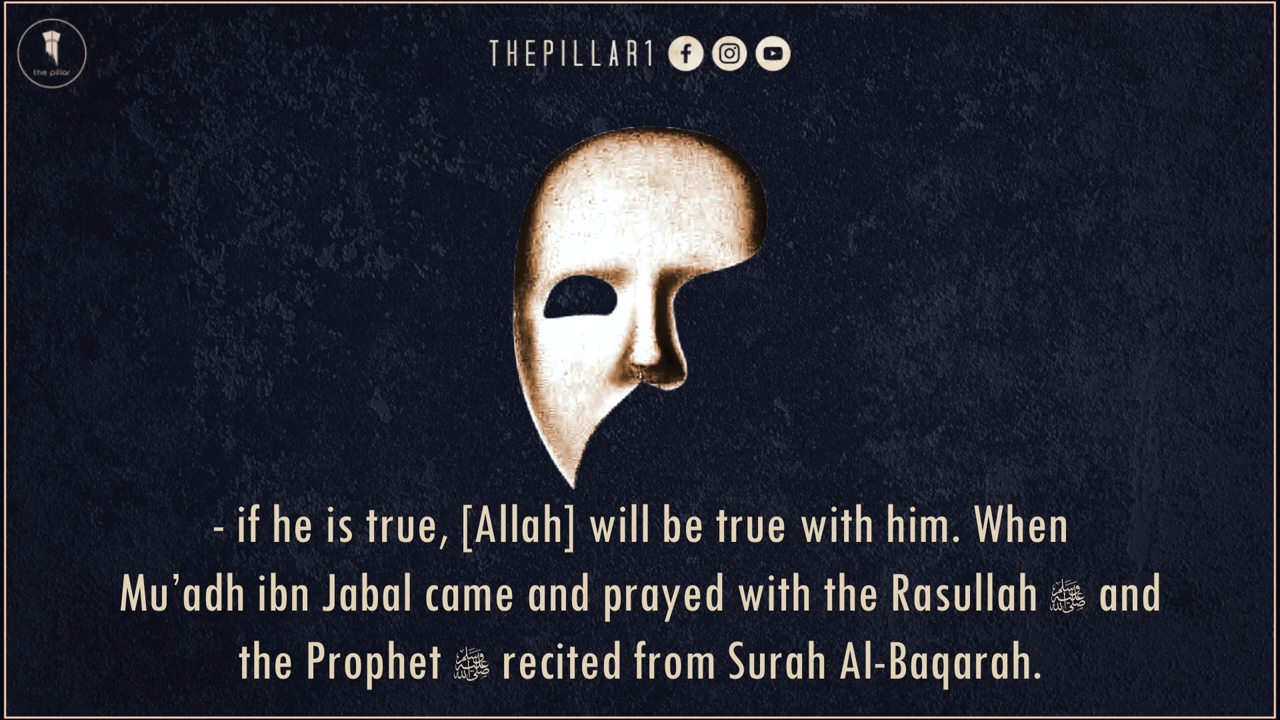 the pillar
THEPILLAR1
- if he is true, [Allah] will be true with him. When
Mu’adh ibn Jabal came and prayed with the Rasullah ﷺ and
the Prophet ﷺ recited from Surah Al-Baqarah.